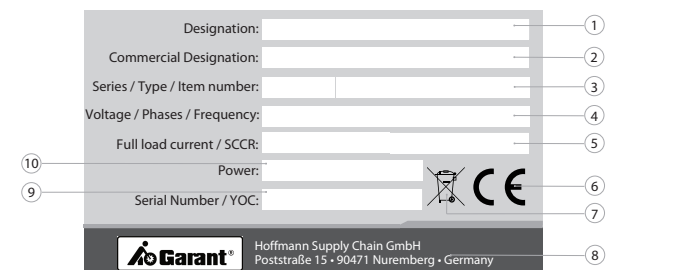 Designation: 1
Commercial Designation: 2
Series / Type / Item number: 3
Voltage / Phases / Frequency: 4
Full load current / SCCR: 5
10 Power:
CE 6
9 Serial Number / YOC:
7
Garant®
Hoffmann Supply Chain GmbH
Poststraße 15 • 90471 Nuremberg • Germany 8